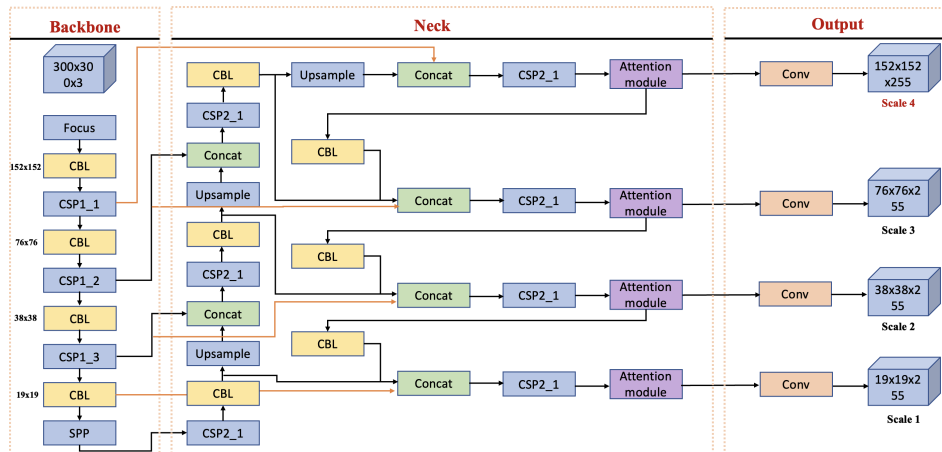 Backbone
Neck
Output
300x30
0x3
Focus
152x152
CBL
CSP1_1
76x76
CBL
CSP1_2
38x38
CBL
CSP1_3
19x19
CBL
SPP
CBL
CSP2_1
Concat
Upsample
CBL
CSP2_1
Concat
Upsample
CBL
CSP2_1
Upsample
Concat
CSP2_1
Attention
module
Conv
152x152
x255
Scale 4
CBL
Concat
CSP2_1
Attention
module
Conv
76x76x2
55
Scale 3
CBL
Concat
CSP2_1
Attention
module
Conv
38x38x2
55
Scale 2
CBL
Concat
CSP2_1
Attention
module
Conv
19x19x2
55
Scale 1